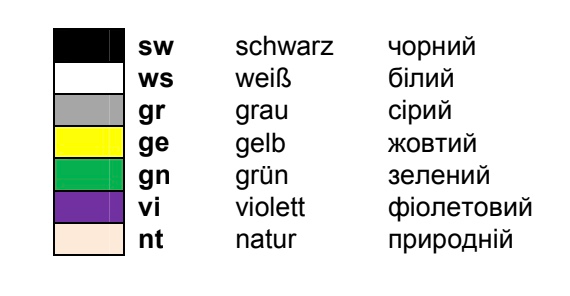 sw schwarz чорний
ws weiß білий
gr grau сірий
ge gelb жовтий
gn grün зелений
vi violett фіолетовий
nt natur природній